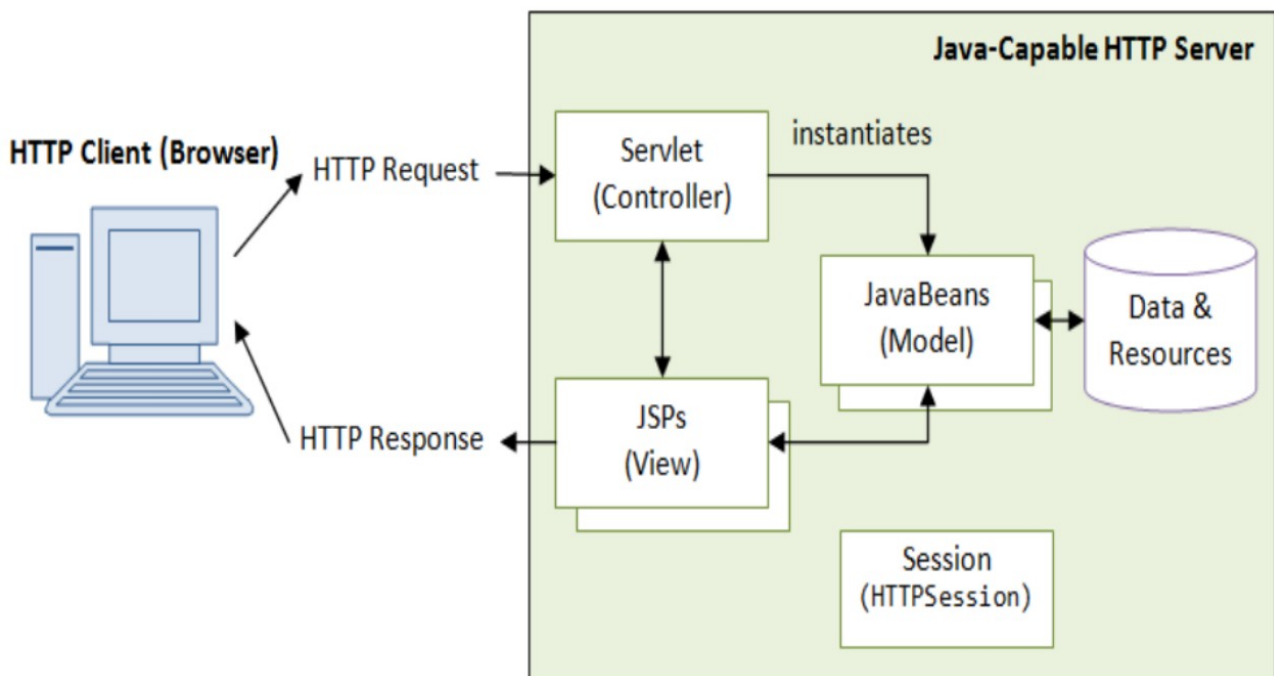 Java-Capable HTTP Server
HTTP Client (Browser)
HTTP Request
Servlet
(Controller)
instantiates
JavaBeans
(Model)
Data &
Resources
HTTP Response
JSPs
(View)
Session
(HTTPSession)